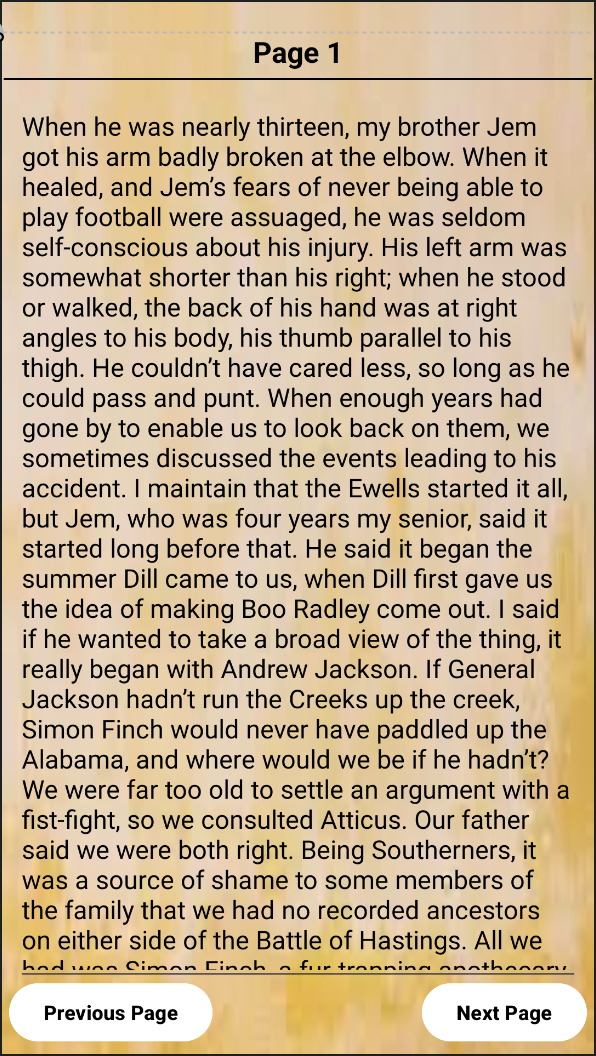 Page 1
When he was nearly thirteen, my brother Jem
got his arm badly broken at the elbow. When it
healed, and Jem’s fears of never being able to
play football were assuaged, he was seldom
self-conscious about his injury. His left arm was
somewhat shorter than his right; when he stood
or walked, the back of his hand was at right
angles to his body, his thumb parallel to his
thigh. He couldn’t have cared less, so long as he
could pass and punt. When enough years had
gone by to enable us to look back on them, we
sometimes discussed the events leading to his
accident. I maintain that the Ewells started it all,
but Jem, who was four years my senior, said it
started long before that. He said it began the
summer Dill came to us, when Dill first gave us
the idea of making Boo Radley come out. I said
if he wanted to take a broad view of the thing, it
really began with Andrew Jackson. If General
Jackson hadn’t run the Creeks up the creek,
Simon Finch would never have paddled up the
Alabama, and where would we be if he hadn’t?
We were far too old to settle an argument with a
fist-fight, so we consulted Atticus. Our father
said we were both right. Being Southerners, it
was a source of shame to some members of
the family that we had no recorded ancestors
on either side of the Battle of Hastings. All we
had was Simon Finch, a fur-trapping apothecary
Previous Page
Next Page